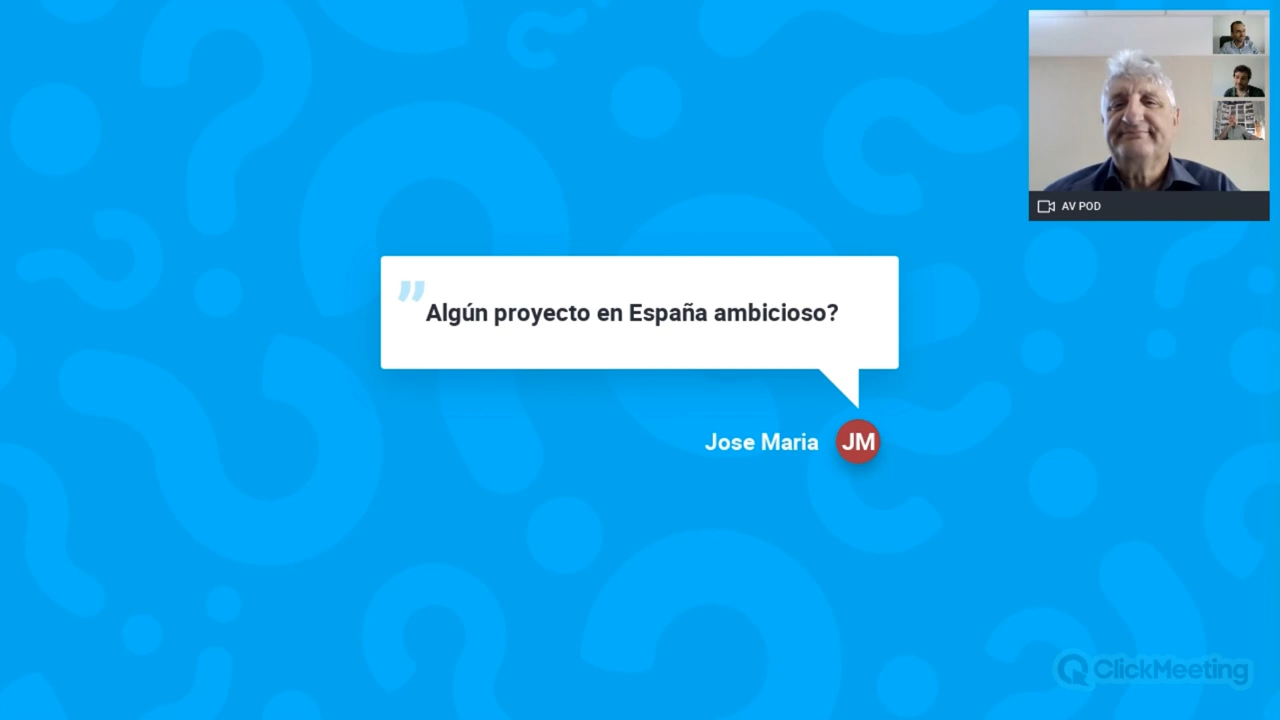 AV POD
"
Algún proyecto en España ambicioso?
Jose Maria
JM
ClickMeeting